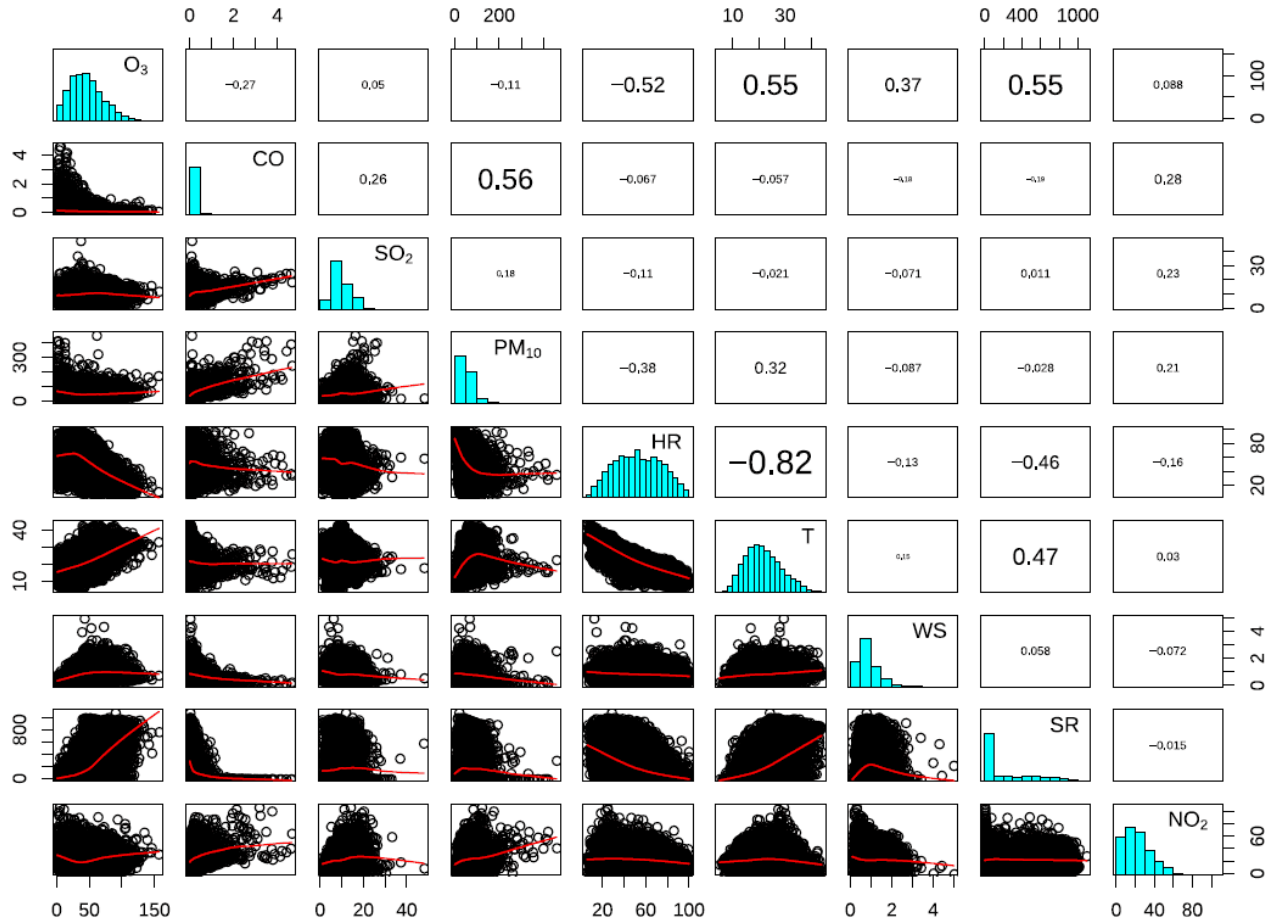 0 2 4 0 200 10 30 0 400 1000
O₃ −0.27 0.05 −0.11 −0.52 0.55 0.37 0.55 0.088 0 100
0 2 4 CO 0.26 0.56 −0.067 −0.057 −0.18 −0.19 0.28
SO₂ 0.18 −0.11 −0.021 −0.071 0.011 0.23 0 30
0 300 PM₁₀ −0.38 0.32 −0.087 −0.028 0.21
HR −0.82 −0.13 −0.46 −0.16 20 80
10 40 T 0.15 0.47 0.03
WS 0.058 −0.072 0 2 4
0 800 SR −0.015
NO₂ 0 60
0 50 150 0 20 40 20 60 100 0 2 4 0 40 80